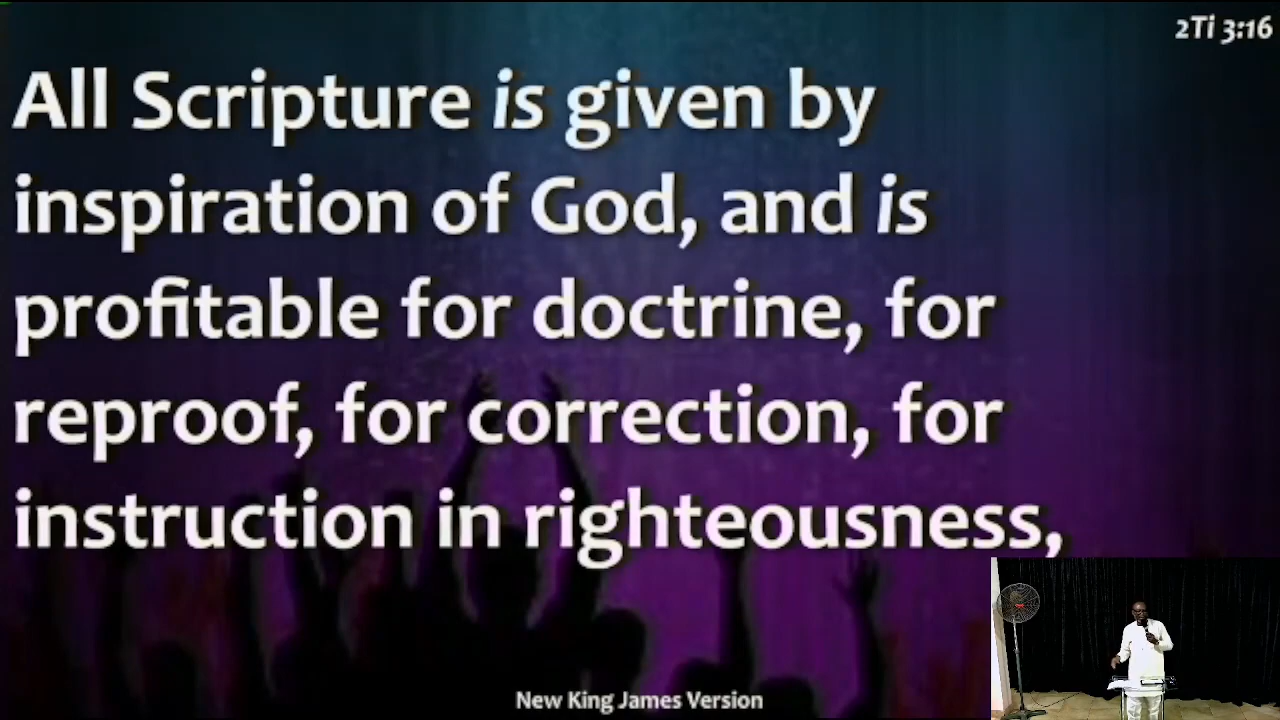 2Ti 3:16
All Scripture is given by
inspiration of God, and is
profitable for doctrine, for
reproof, for correction, for
instruction in righteousness,
New King James Version